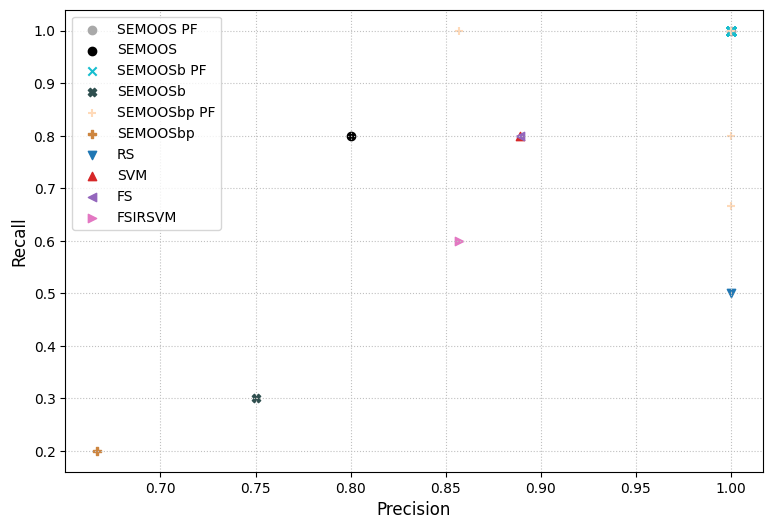 SEMOOS PF
SEMOOS
SEMOOSb PF
SEMOOSb
SEMOOSbp PF
SEMOOSbp
RS
SVM
FS
FSIRSVM
1.0
0.9
0.8
0.7
0.6
0.5
0.4
0.3
0.2
Recall
0.70 0.75 0.80 0.85 0.90 0.95 1.00
Precision